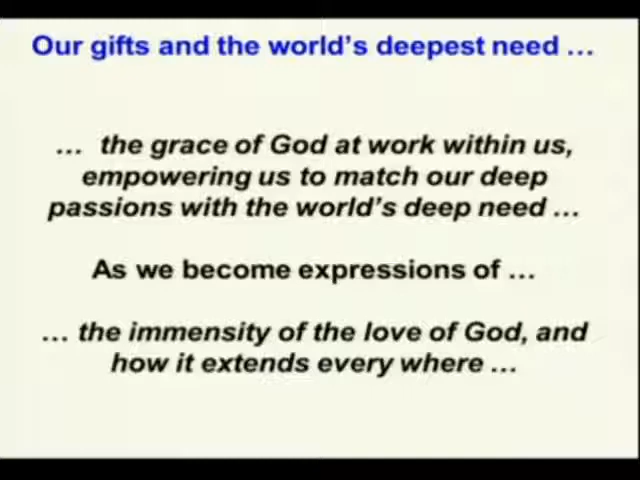 Our gifts and the world's deepest need …
… the grace of God at work within us,
empowering us to match our deep
passions with the world's deep need …
As we become expressions of …
… the immensity of the love of God, and
how it extends every where …